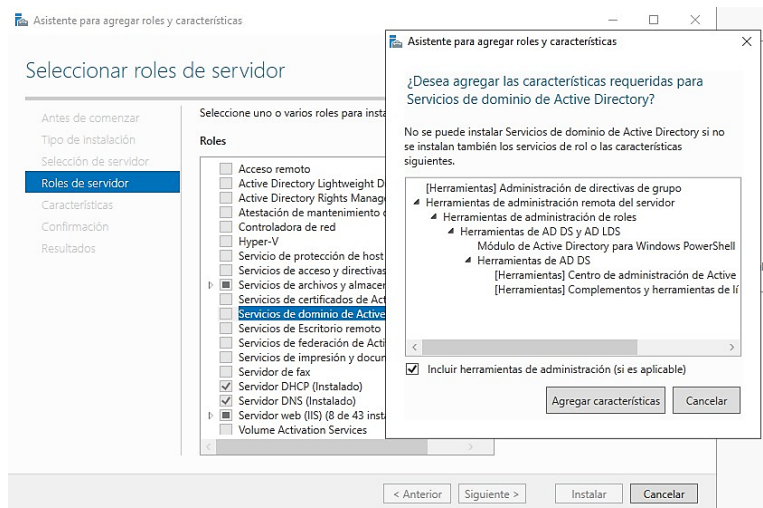 Asistente para agregar roles y características
Seleccionar roles de servidor
Antes de comenzar
Tipo de instalación
Selección de servidor
Roles de servidor
Características
Confirmación
Resultados
Seleccione uno o varios roles para insta
Roles
Acceso remoto
Active Directory Lightweight D
Active Directory Rights Manag
Atestación de mantenimiento
Controladora de red
Hyper-V
Servicio de protección de host
Servicios de acceso y directivas
Servicios de archivos y almacen
Servicios de certificados de Act
Servicios de dominio de Active
Servicios de Escritorio remoto
Servicios de federación de Acti
Servicios de impresión y docum
Servidor de fax
Servidor DHCP (Instalado)
Servidor DNS (Instalado)
Servidor web (IIS) (8 de 43 inst
Volume Activation Services
< Anterior
Siguiente >
Instalar
Cancelar
Asistente para agregar roles y características
¿Desea agregar las características requeridas para
Servicios de dominio de Active Directory?
No se puede instalar Servicios de dominio de Active Directory si no
se instalan también los servicios de rol o las características
siguientes.
[Herramientas] Administración de directivas de grupo
Herramientas de administración remota del servidor
Herramientas de administración de roles
Herramientas de AD DS y AD LDS
Módulo de Active Directory para Windows PowerShell
Herramientas de AD DS
[Herramientas] Centro de administración de Active
[Herramientas] Complementos y herramientas de lí
Incluir herramientas de administración (si es aplicable)
Agregar características
Cancelar